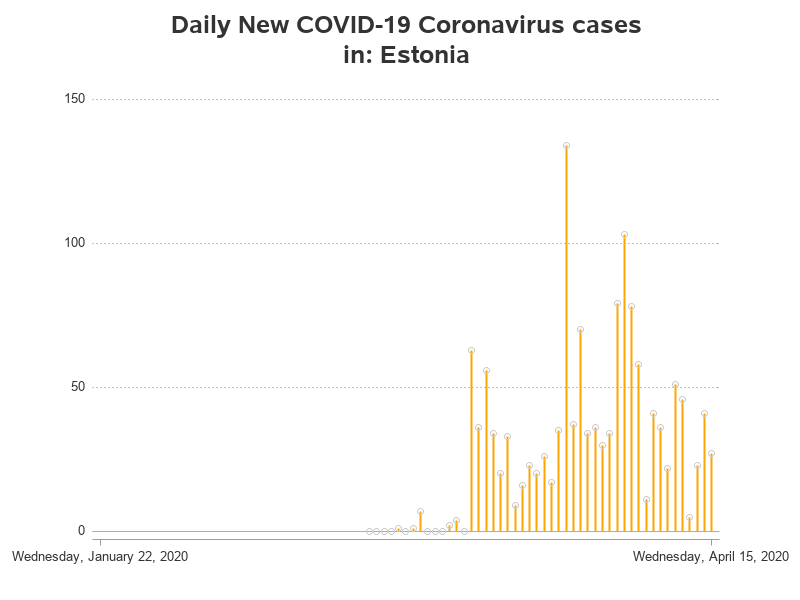 Daily New COVID-19 Coronavirus cases
in: Estonia
150
100
50
0
Wednesday, January 22, 2020
Wednesday, April 15, 2020